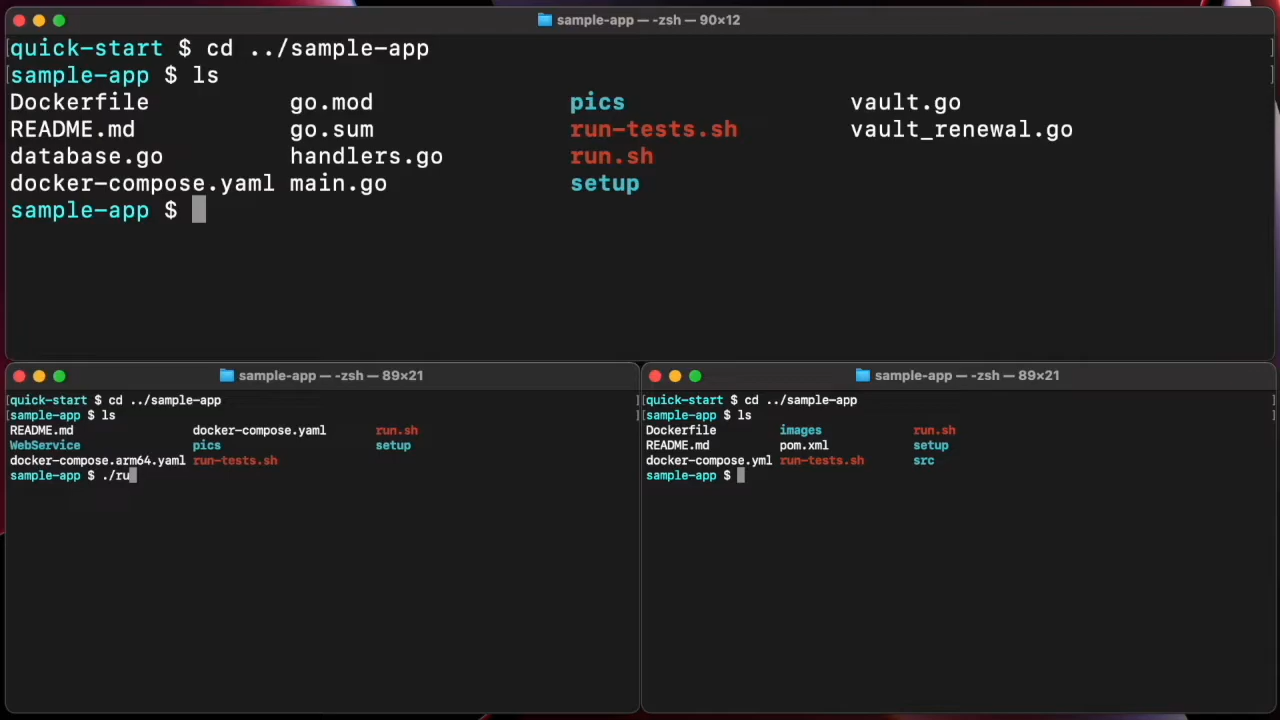 sample-app — -zsh — 90×12
quick-start $ cd ../sample-app
sample-app $ ls
Dockerfile go.mod pics vault.go
README.md go.sum run-tests.sh vault_renewal.go
database.go handlers.go run.sh
docker-compose.yaml main.go setup
sample-app $
sample-app — -zsh — 89×21
quick-start $ cd ../sample-app
sample-app $ ls
README.md docker-compose.yaml run.sh
WebService pics setup
docker-compose.arm64.yaml run-tests.sh
sample-app $ ./ru
sample-app — -zsh — 89×21
quick-start $ cd ../sample-app
sample-app $ ls
Dockerfile images run.sh
README.md pom.xml setup
docker-compose.yml run-tests.sh src
sample-app $